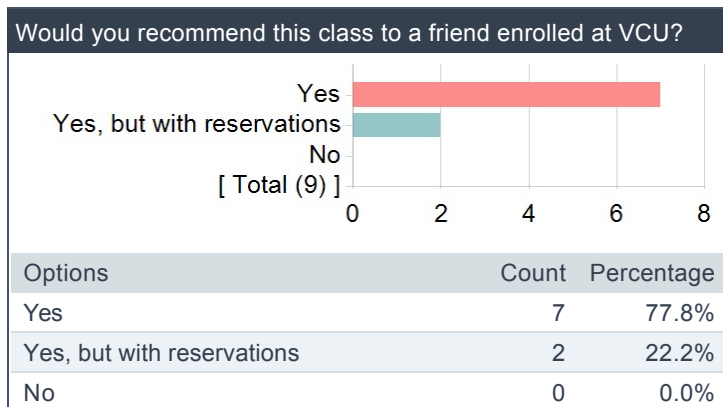 Would you recommend this class to a friend enrolled at VCU?
Yes
Yes, but with reservations
No
[ Total (9) ]
0 2 4 6 8
Options Count Percentage
Yes 7 77.8%
Yes, but with reservations 2 22.2%
No 0 0.0%